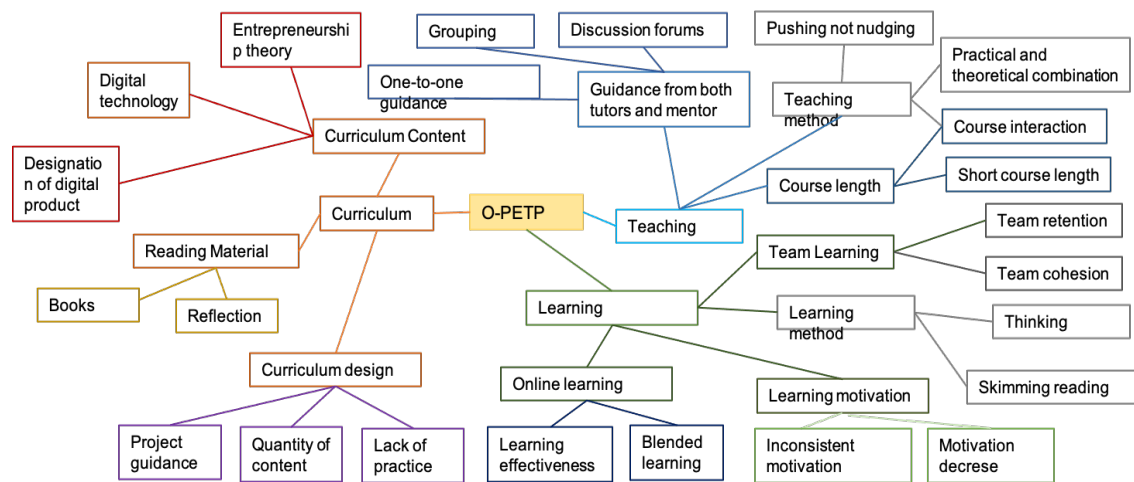 Entrepreneurshi
p theory
Grouping
Discussion forums
Pushing not nudging
Digital
technology
One-to-one
guidance
Guidance from both
tutors and mentor
Teaching
method
Practical and
theoretical combination
Curriculum Content
Course interaction
Designatio
n of digital
product
Course length
Short course length
Curriculum
O-PETP
Teaching
Team retention
Reading Material
Team Learning
Team cohesion
Books
Reflection
Learning
Learning
method
Thinking
Curriculum design
Online learning
Learning motivation
Skimming reading
Project
guidance
Quantity of
content
Lack of
practice
Learning
effectiveness
Blended
learning
Inconsistent
motivation
Motivation
decrese